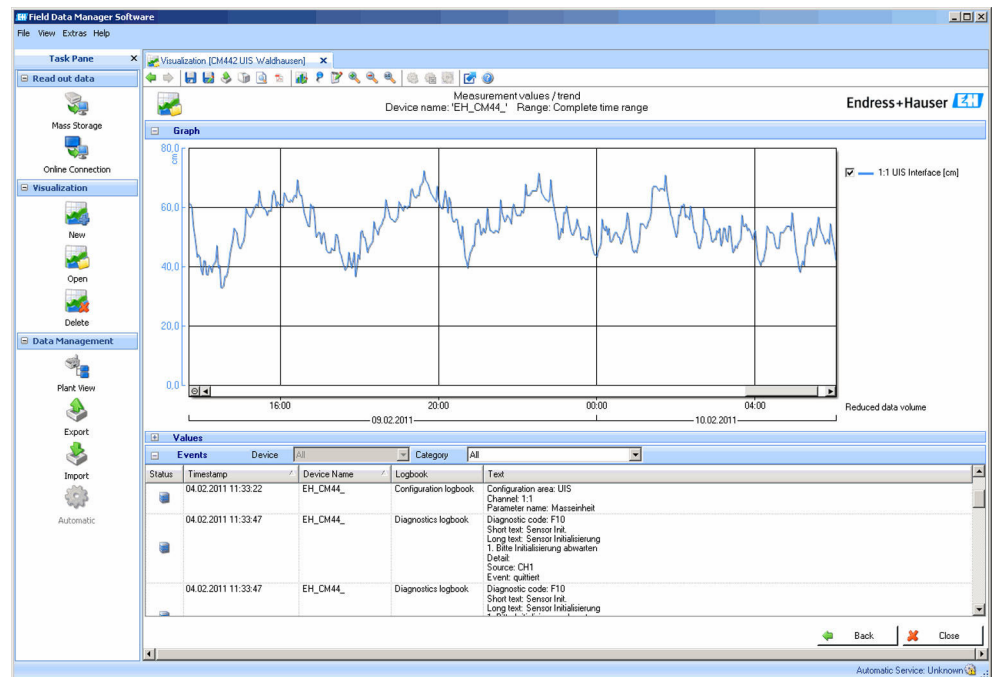 Field Data Manager Software
File View Extras Help
Task Pane
Visualization [CM442 UIS Waldhausen]
Read out data
Mass Storage
Online Connection
Visualization
New
Open
Delete
Data Management
Plant View
Export
Import
Automatic
Measurement values / trend
Device name: 'EH_CM44_' Range: Complete time range
Endress+Hauser EH
Graph
80,0
cm
60,0
40,0
20,0
0,0
1:1 UIS Interface [cm]
16:00 20:00 00:00 04:00
09.02.2011 10.02.2011
Reduced data volume
Values
Events Device All Category All
Status Timestamp Device Name Logbook Text
04.02.2011 11:33:22 EH_CM44_ Configuration logbook Configuration area: UIS
Channel: 1:1
Parameter name: Masseinheit
04.02.2011 11:33:47 EH_CM44_ Diagnostics logbook Diagnostic code: F10
Short text: Sensor Init.
Long text: Sensor Initialisierung
1. Bitte Initialisierung abwarten
Detail:
Source: CH1
Event: quittiert
04.02.2011 11:33:47 EH_CM44_ Diagnostics logbook Diagnostic code: F10
Short text: Sensor Init.
Long text: Sensor Initialisierung
Back Close
Automatic Service: Unknown